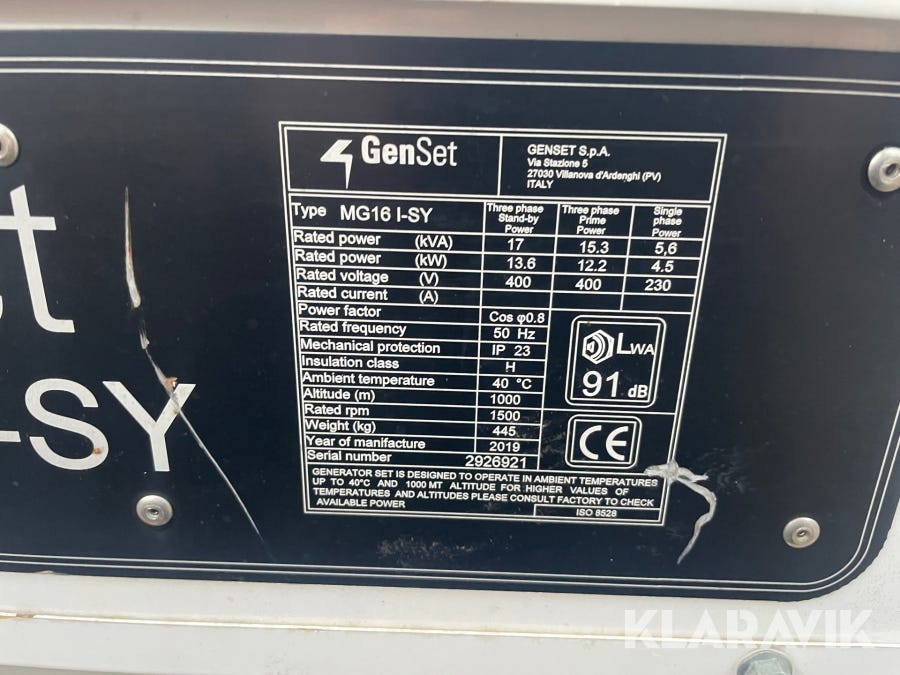 GenSet
GENSET S.p.A.
Via Stazione 5
27030 Villanova d'Ardenghi (PV)
ITALY
Type MG16 I-SY Three phase Stand-by Power Three phase Prime Power Single phase Power
Rated power (kVA) 17 15.3 5,6
Rated power (kW) 13.6 12.2 4.5
Rated voltage (V) 400 400 230
Rated current (A)
Power factor Cos φ0.8
Rated frequency 50 Hz
Mechanical protection IP 23
Insulation class H
Ambient temperature 40 °C
Altitude (m) 1000
Rated rpm 1500
Weight (kg) 445
Year of manifacture 2019
Serial number 2926921
LWA
91 dB
CE
GENERATOR SET IS DESIGNED TO OPERATE IN AMBIENT TEMPERATURES
UP TO 40°C AND 1000 MT ALTITUDE FOR HIGHER VALUES OF
TEMPERATURES AND ALTITUDES PLEASE CONSULT FACTORY TO CHECK
AVAILABLE POWER
ISO 8528
-SY
KLARAVIK